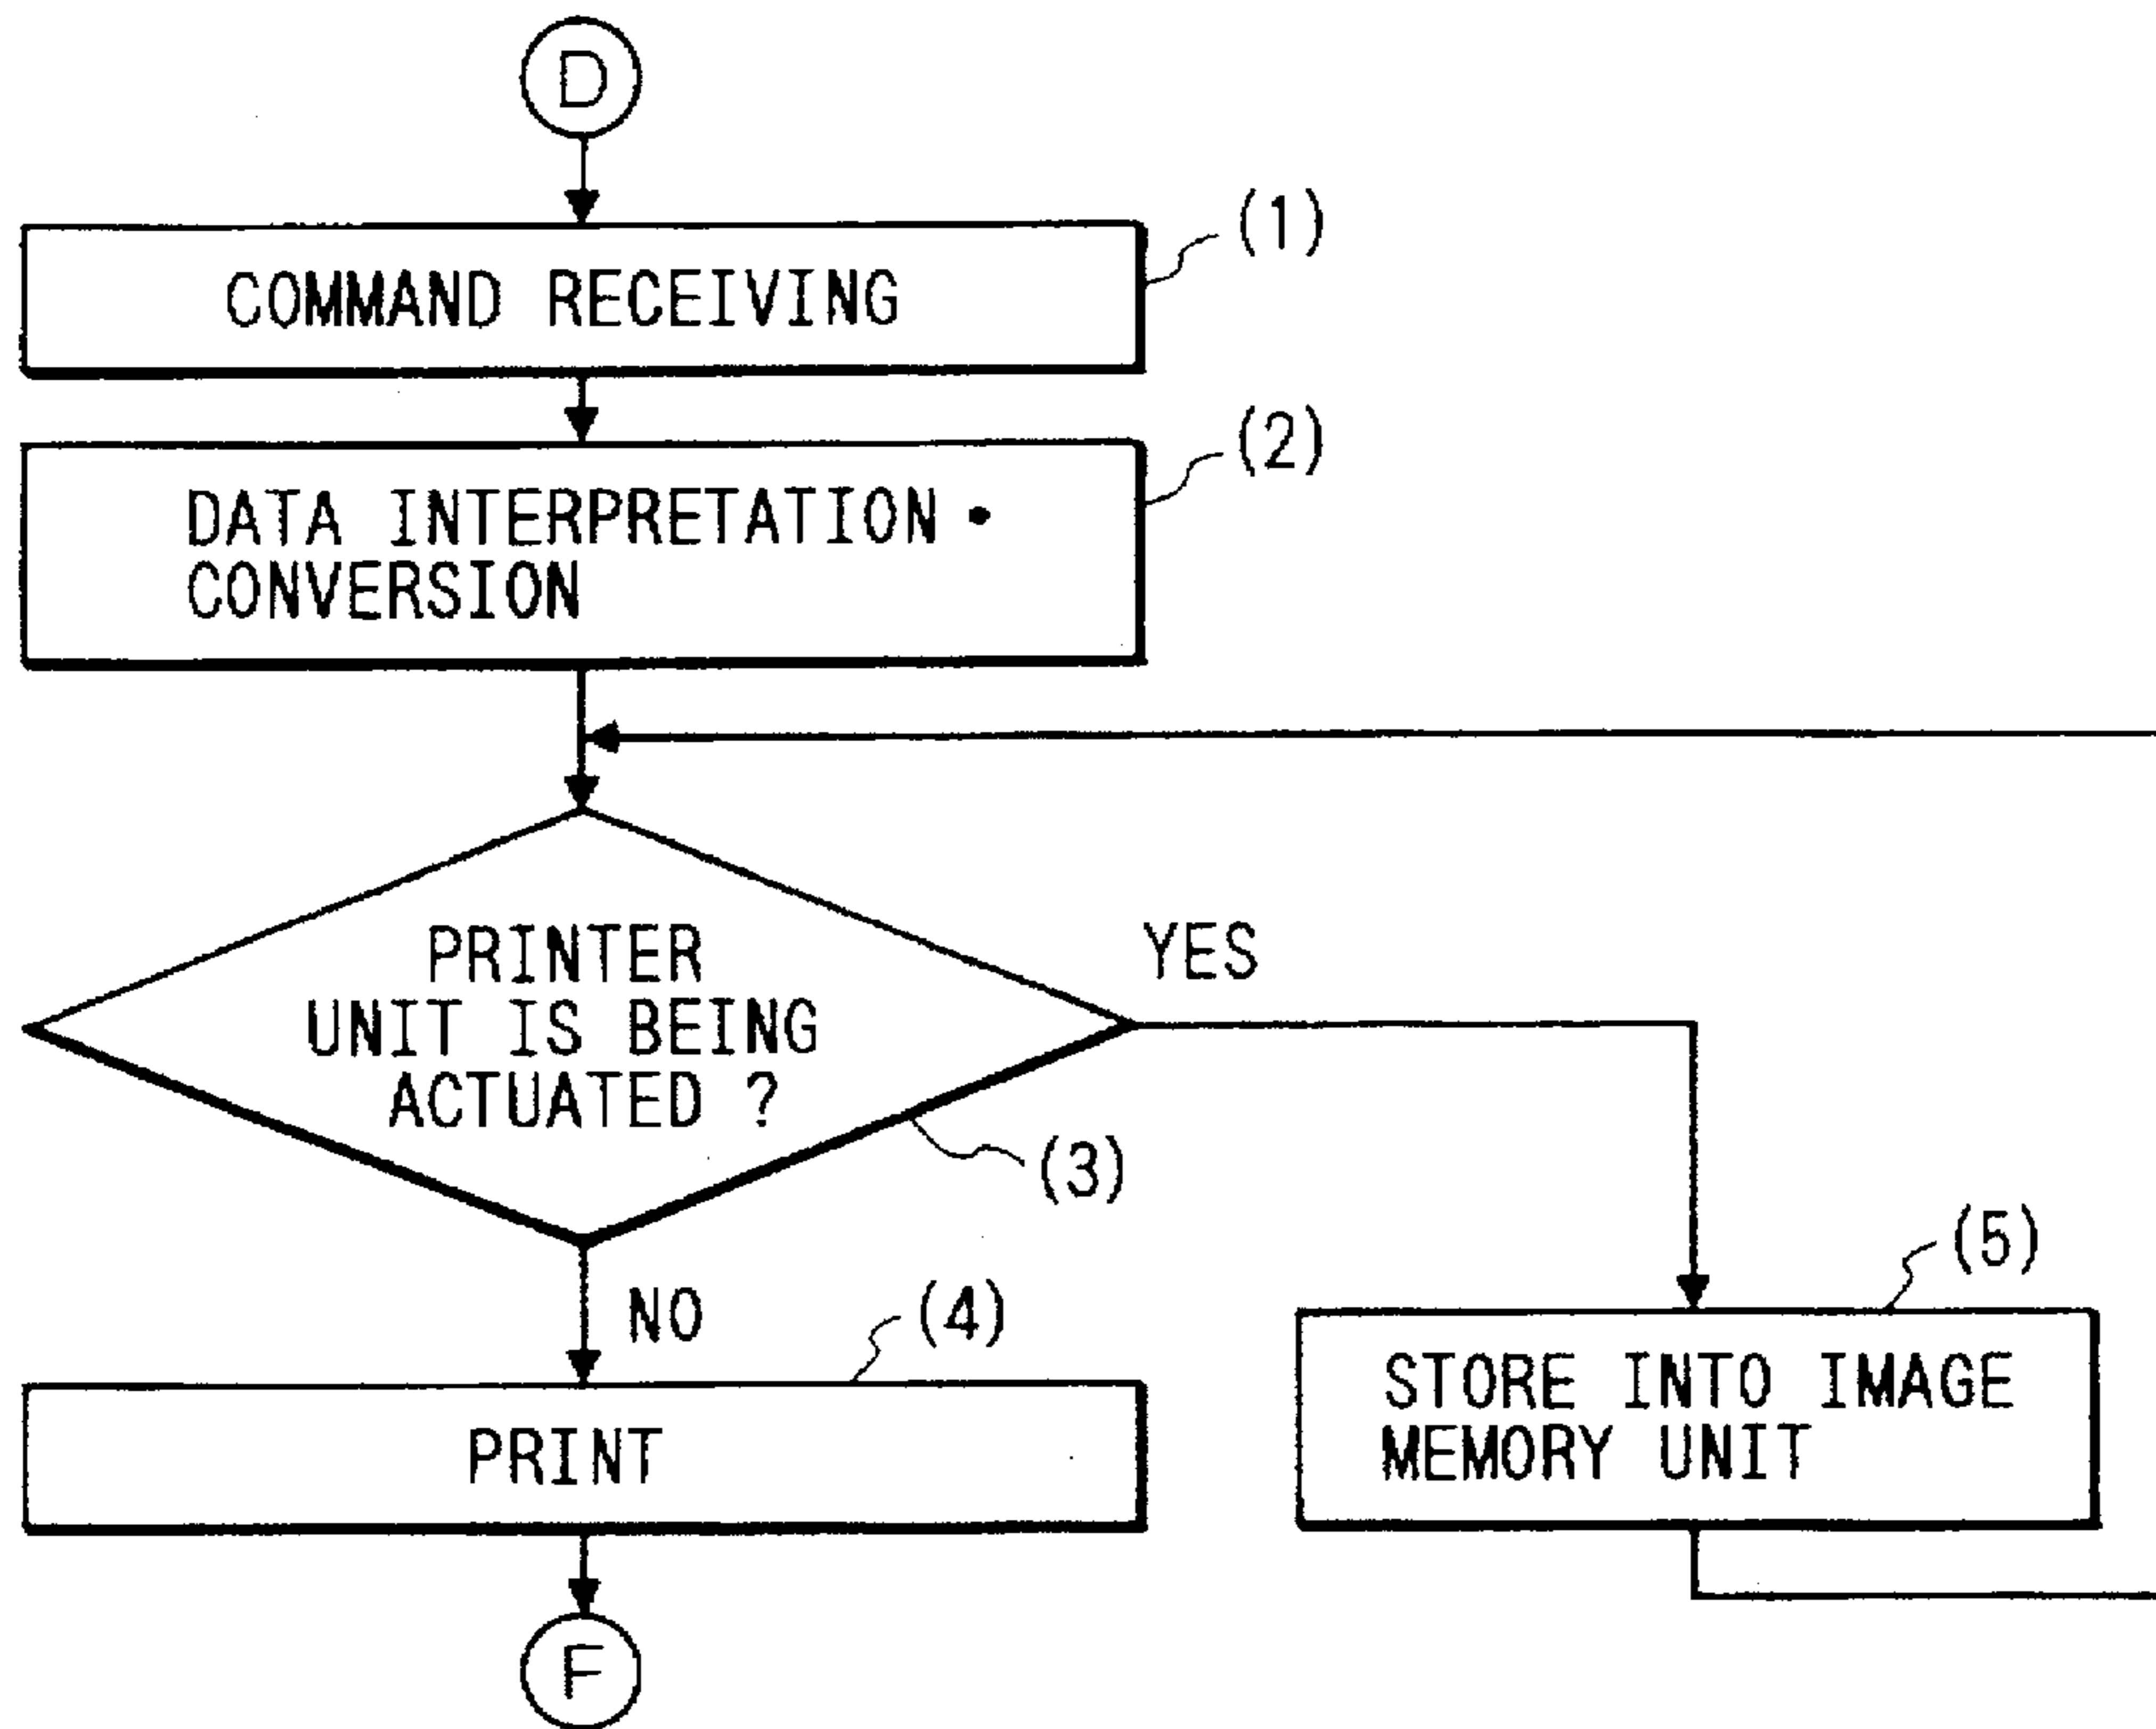 D
(1)
COMMAND RECEIVING
(2)
DATA INTERPRETATION •
CONVERSION
PRINTER
UNIT IS BEING
ACTUATED ?
YES
(3)
NO
(4)
PRINT
(5)
STORE INTO IMAGE
MEMORY UNIT
F